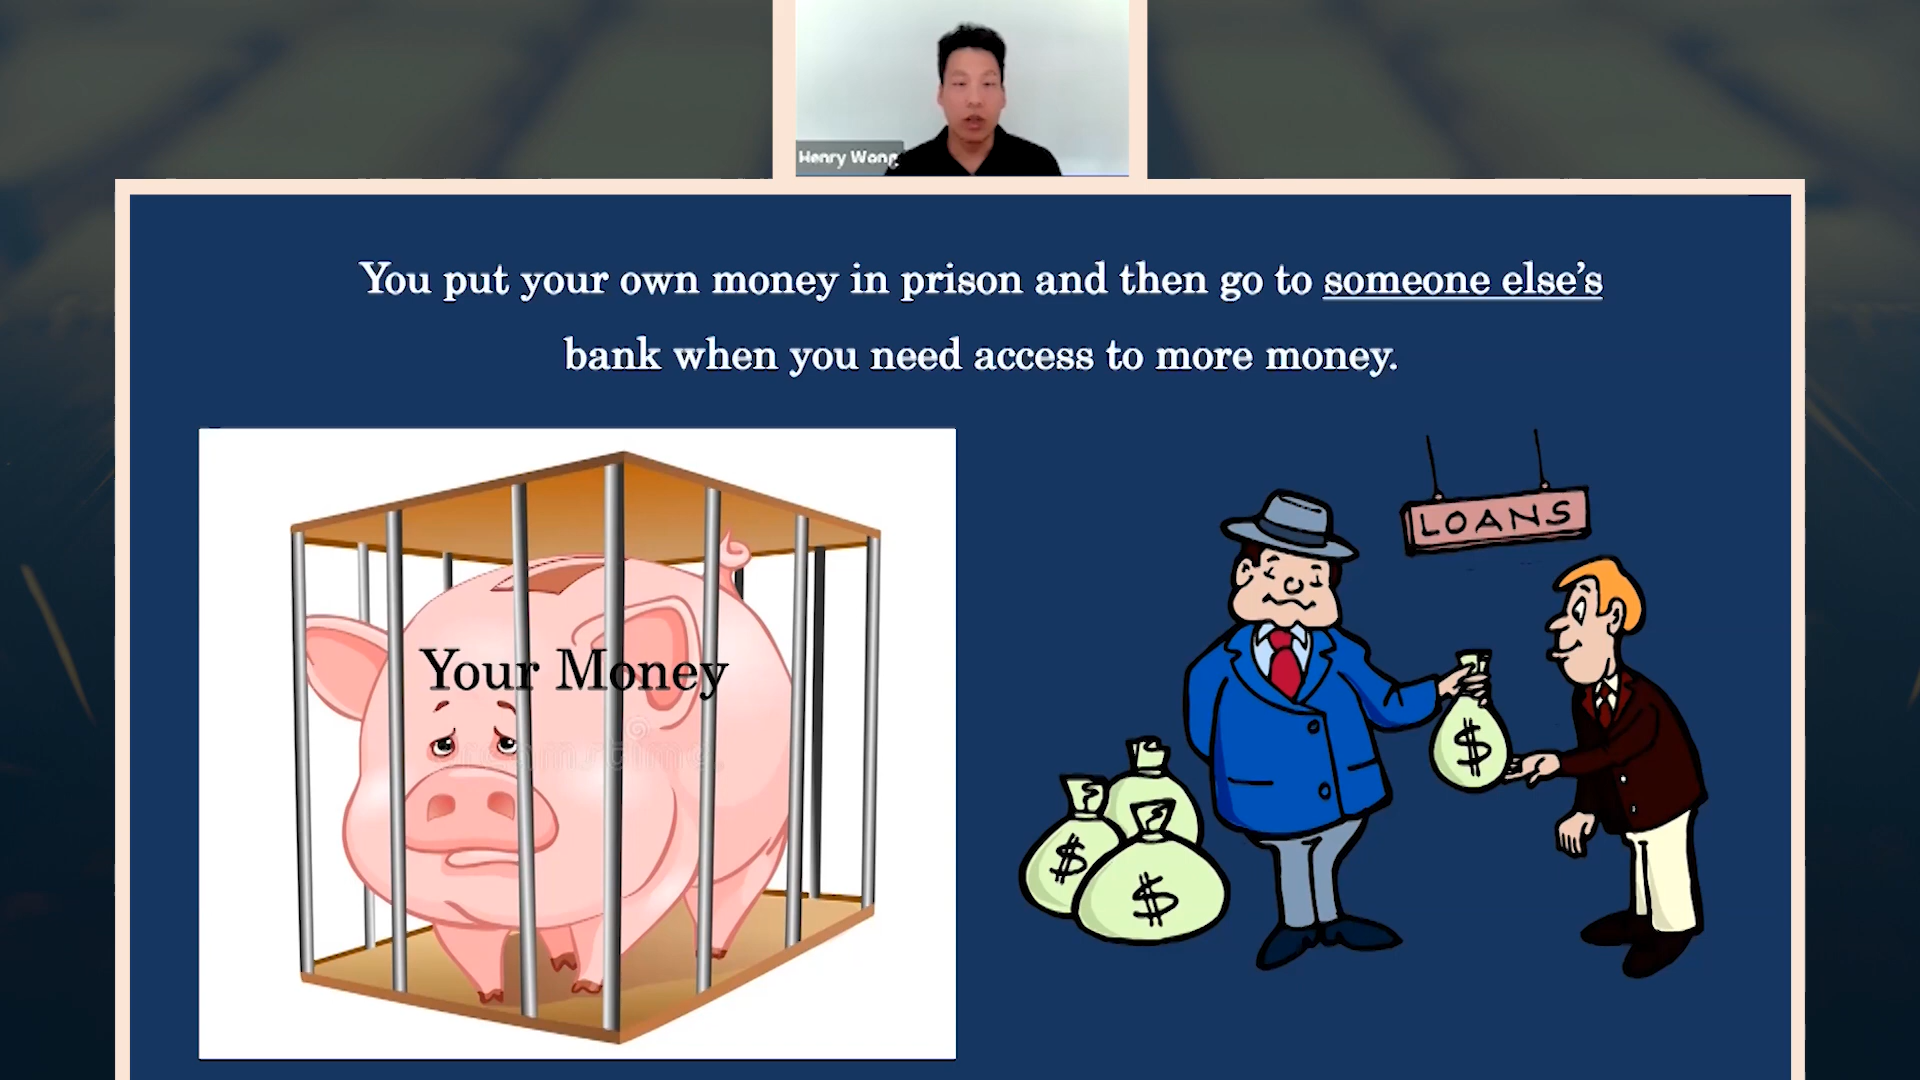 Henry Wong
You put your own money in prison and then go to someone else's
bank when you need access to more money.
LOANS
Your Money
$
$
$